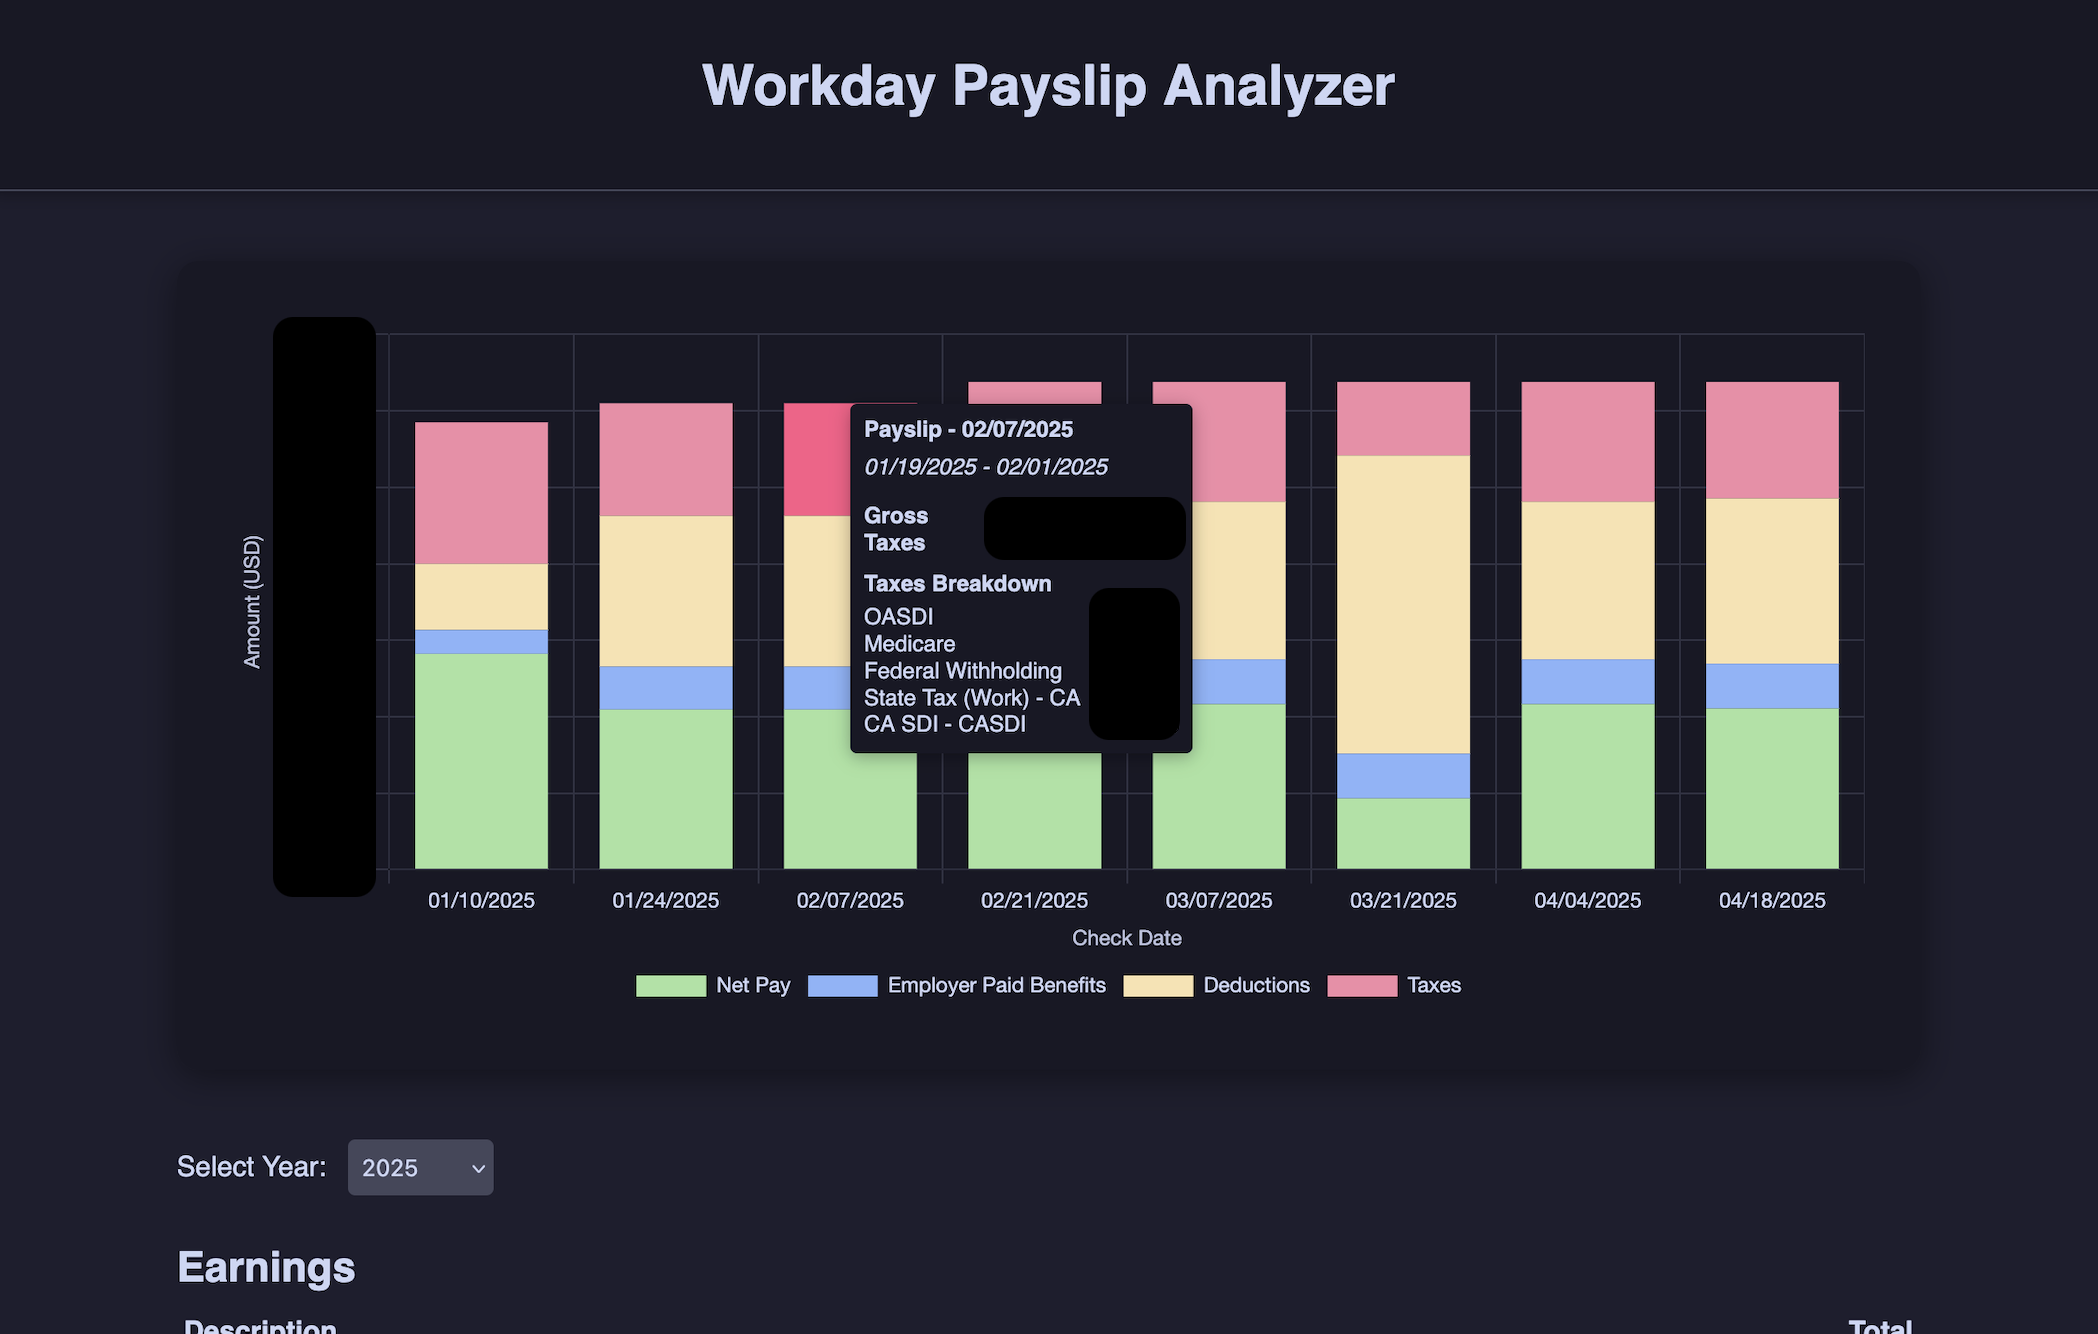 Workday Payslip Analyzer
Amount (USD)
Payslip - 02/07/2025
01/19/2025 - 02/01/2025
Gross
Taxes
Taxes Breakdown
OASDI
Medicare
Federal Withholding
State Tax (Work) - CA
CA SDI - CASDI
01/10/2025 01/24/2025 02/07/2025 02/21/2025 03/07/2025 03/21/2025 04/04/2025 04/18/2025
Check Date
Net Pay Employer Paid Benefits Deductions Taxes
Select Year: 2025
Earnings
Description Total